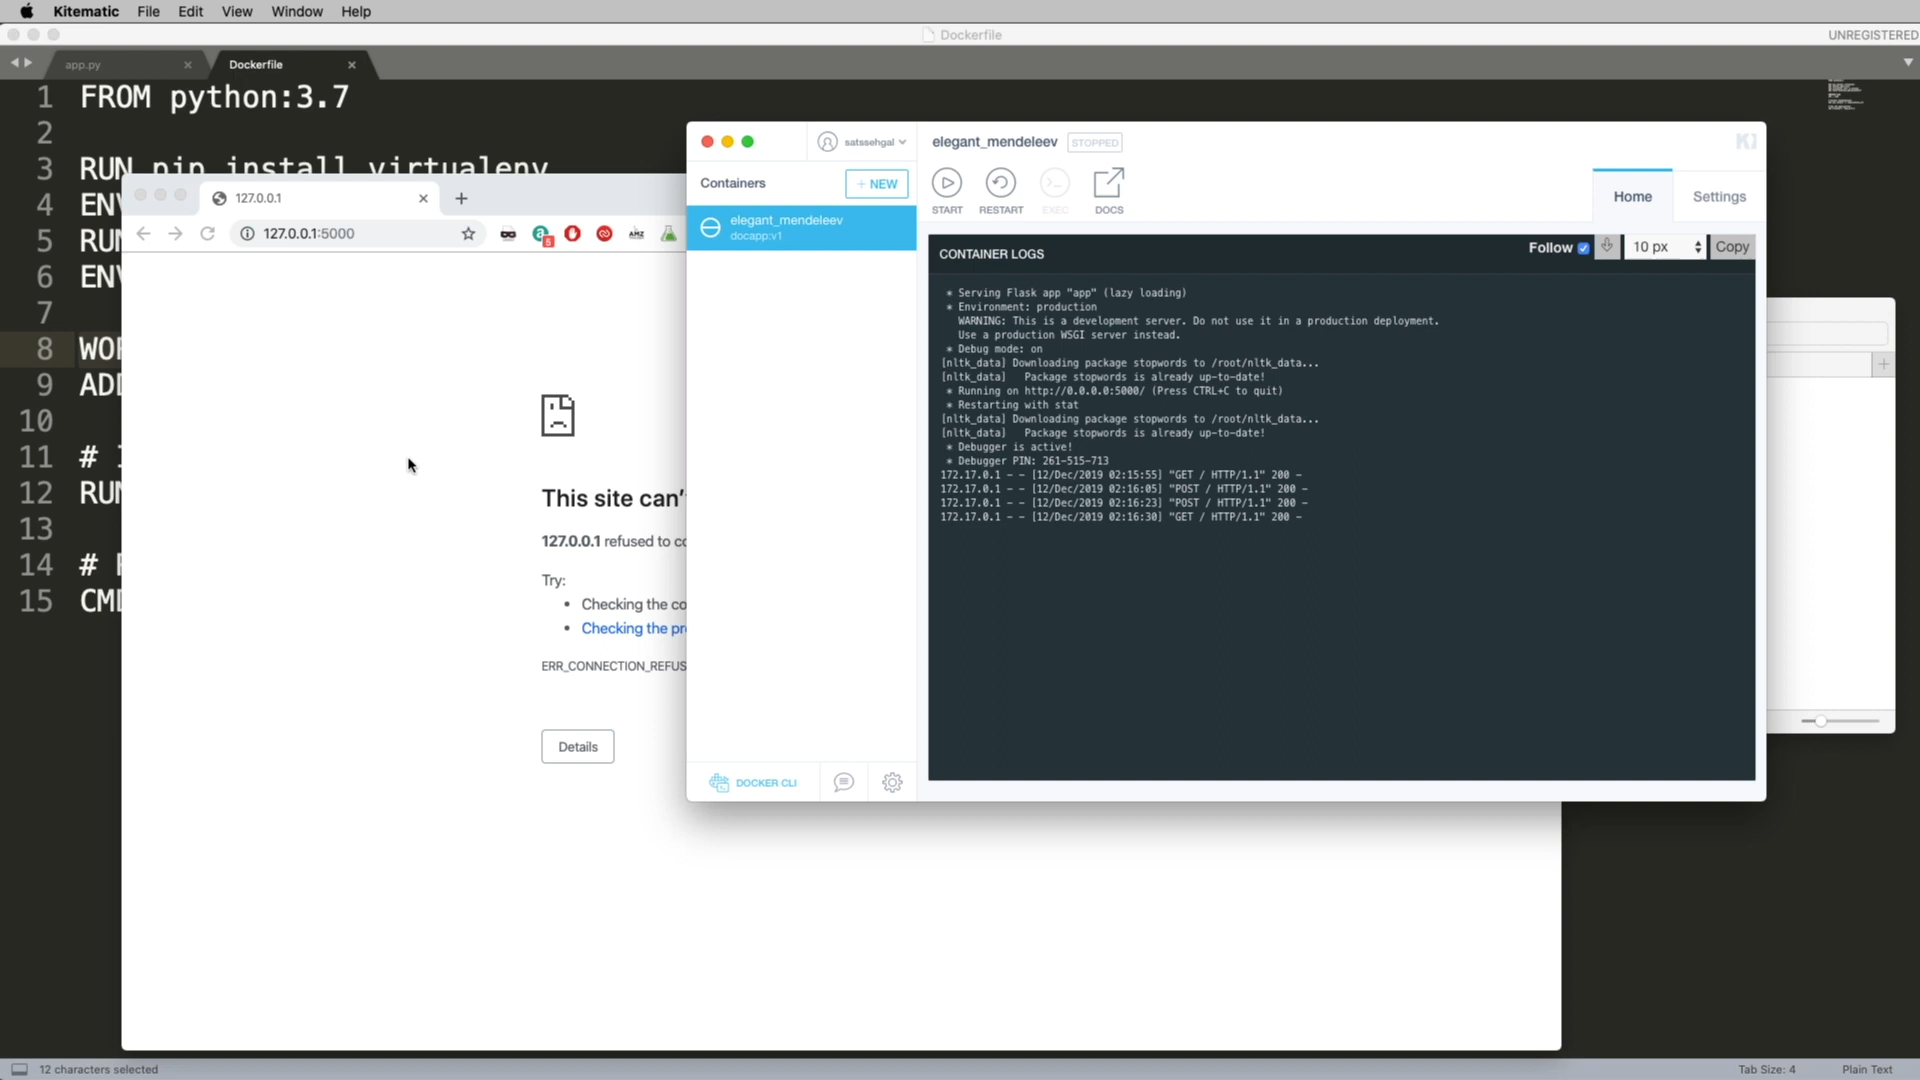 Kitematic File Edit View Window Help
Dockerfile
UNREGISTERED
app.py
Dockerfile
1 FROM python:3.7
2
3 RUN pip install virtualenv
4 EN
5 RUN
6 EN
7
8 WO
9 ADD
10
11 #
12 RUN
13
14 #
15 CMD
127.0.0.1
127.0.0.1:5000
5
AMZ
This site can'
127.0.0.1 refused to co
Try:
• Checking the co
• Checking the pr
ERR_CONNECTION_REFUS
Details
satssehgal
Containers
+ NEW
elegant_mendeleev
docapp:v1
DOCKER CLI
elegant_mendeleev STOPPED
START RESTART EXEC DOCS
Home Settings
CONTAINER LOGS
Follow
10 px
Copy
* Serving Flask app "app" (lazy loading)
* Environment: production
WARNING: This is a development server. Do not use it in a production deployment.
Use a production WSGI server instead.
* Debug mode: on
[nltk_data] Downloading package stopwords to /root/nltk_data...
[nltk_data] Package stopwords is already up-to-date!
* Running on http://0.0.0.0:5000/ (Press CTRL+C to quit)
* Restarting with stat
[nltk_data] Downloading package stopwords to /root/nltk_data...
[nltk_data] Package stopwords is already up-to-date!
* Debugger is active!
* Debugger PIN: 261-515-713
172.17.0.1 - - [12/Dec/2019 02:15:55] "GET / HTTP/1.1" 200 -
172.17.0.1 - - [12/Dec/2019 02:16:05] "POST / HTTP/1.1" 200 -
172.17.0.1 - - [12/Dec/2019 02:16:23] "POST / HTTP/1.1" 200 -
172.17.0.1 - - [12/Dec/2019 02:16:30] "GET / HTTP/1.1" 200 -
12 characters selected
Tab Size: 4
Plain Text